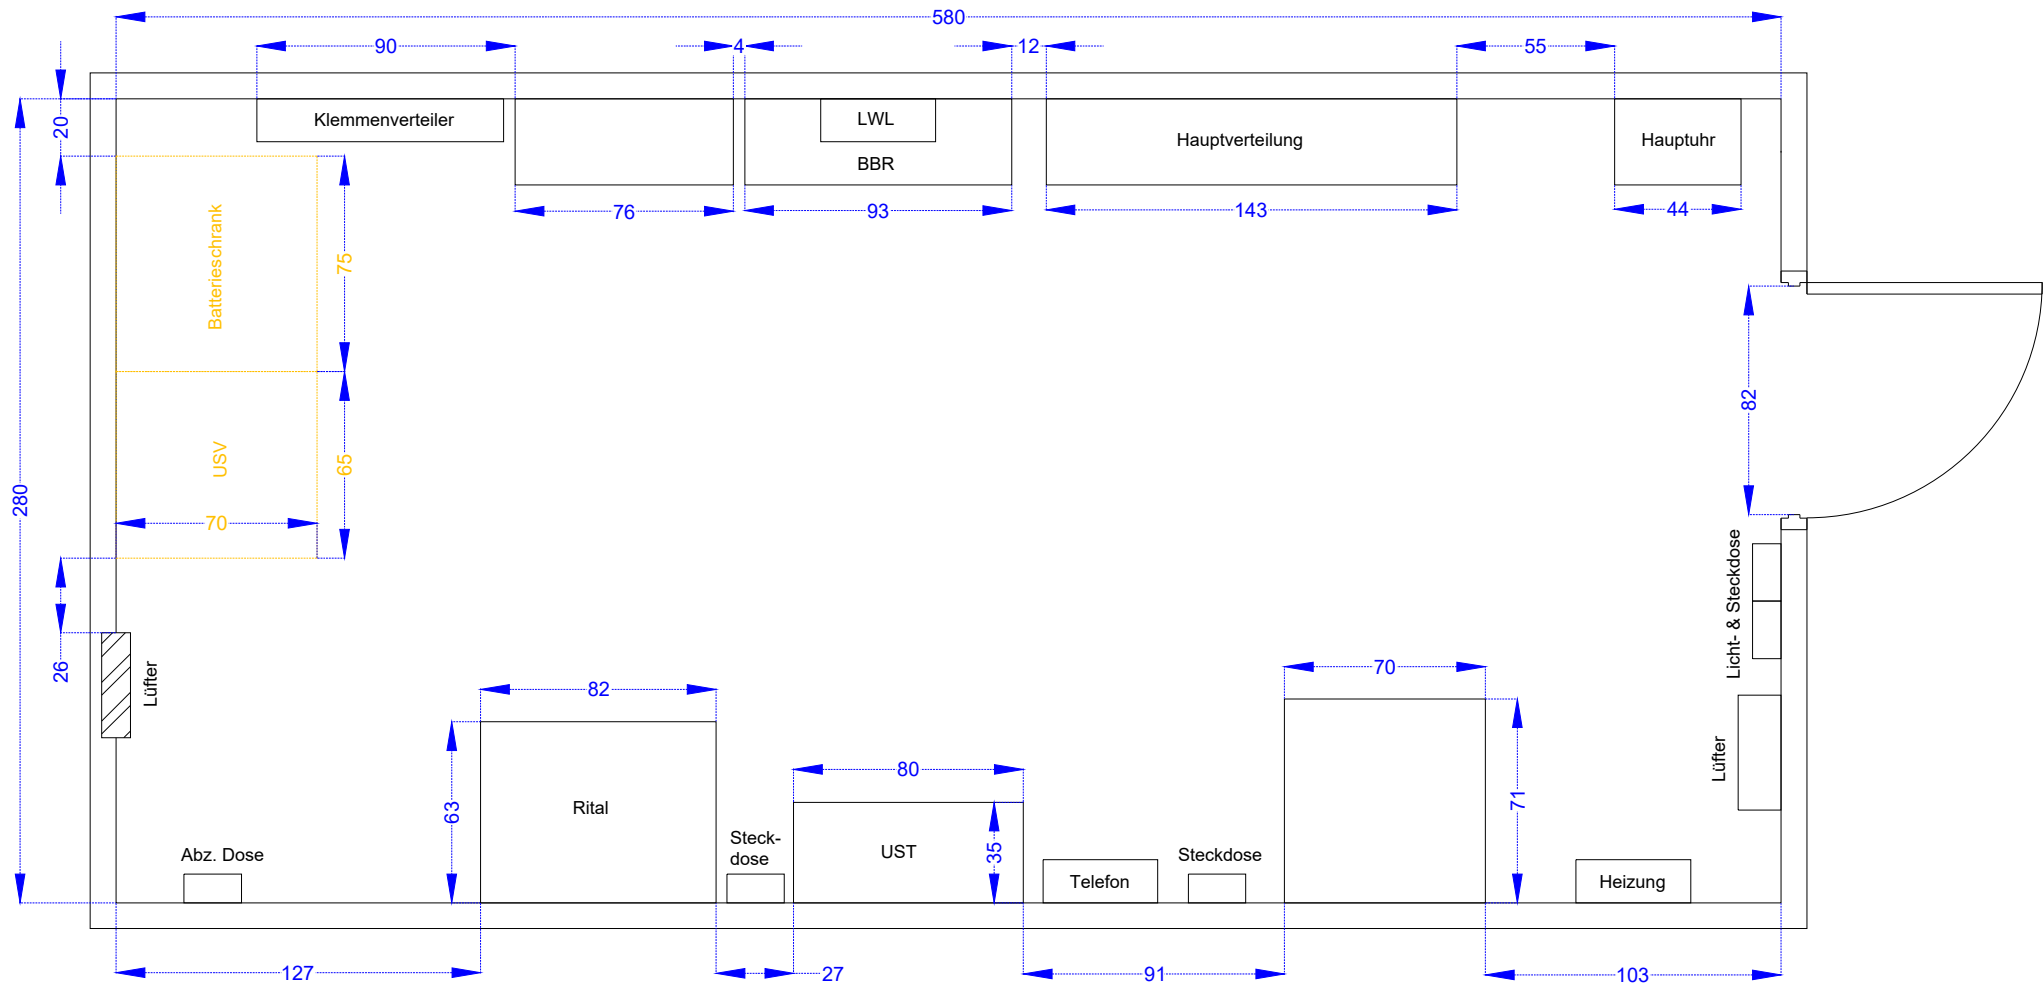 580
90
4
12
55
20
Klemmenverteiler
LWL
BBR
Hauptverteilung
Hauptuhr
76
93
143
44
Batterieschrank
75
82
USV
65
280
70
26
Lüfter
Licht- & Steckdose
82
70
63
Rital
80
35
UST
71
Lüfter
Abz. Dose
Steck-
dose
Telefon
Steckdose
Heizung
127
27
91
103